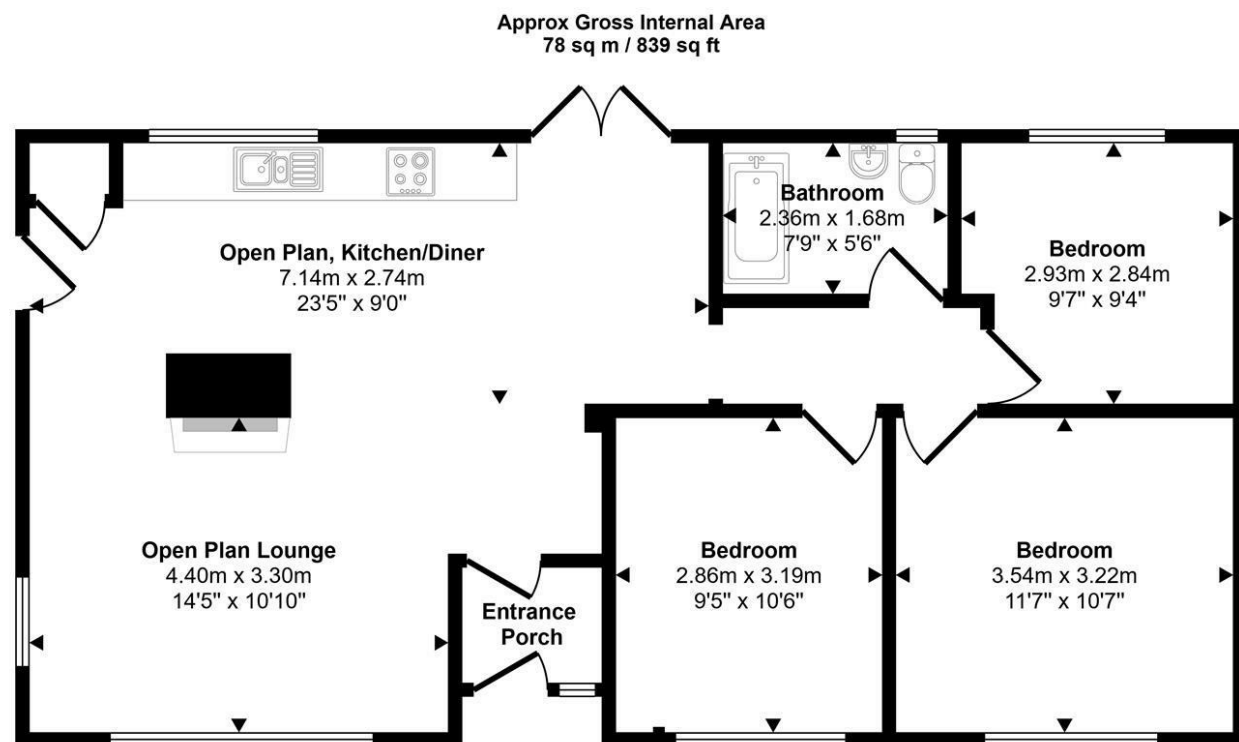 Approx Gross Internal Area
78 sq m / 839 sq ft
Bathroom
2.36m x 1.68m
7'9" x 5'6"
Open Plan, Kitchen/Diner
7.14m x 2.74m
23'5" x 9'0"
Bedroom
2.93m x 2.84m
9'7" x 9'4"
Open Plan Lounge
4.40m x 3.30m
14'5" x 10'10"
Entrance
Porch
Bedroom
2.86m x 3.19m
9'5" x 10'6"
Bedroom
3.54m x 3.22m
11'7" x 10'7"